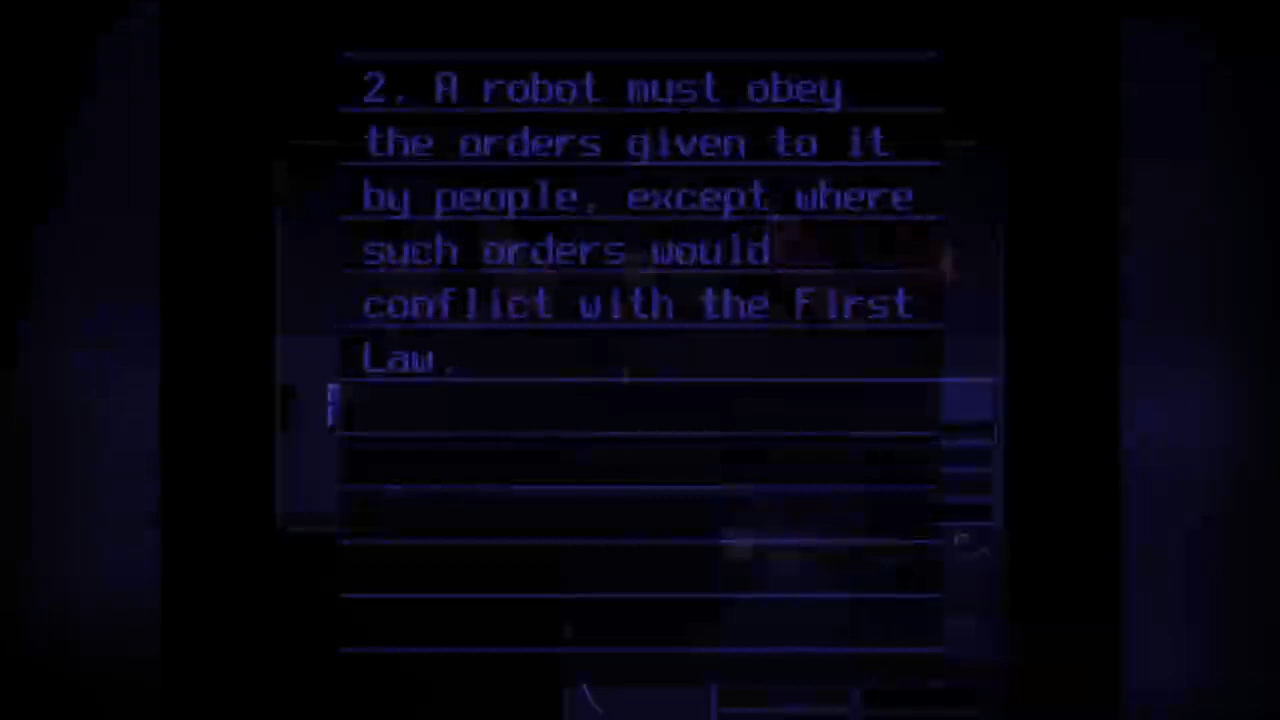 2. A robot must obey
the orders given to it
by people, except where
such orders would
conflict with the First
Law.